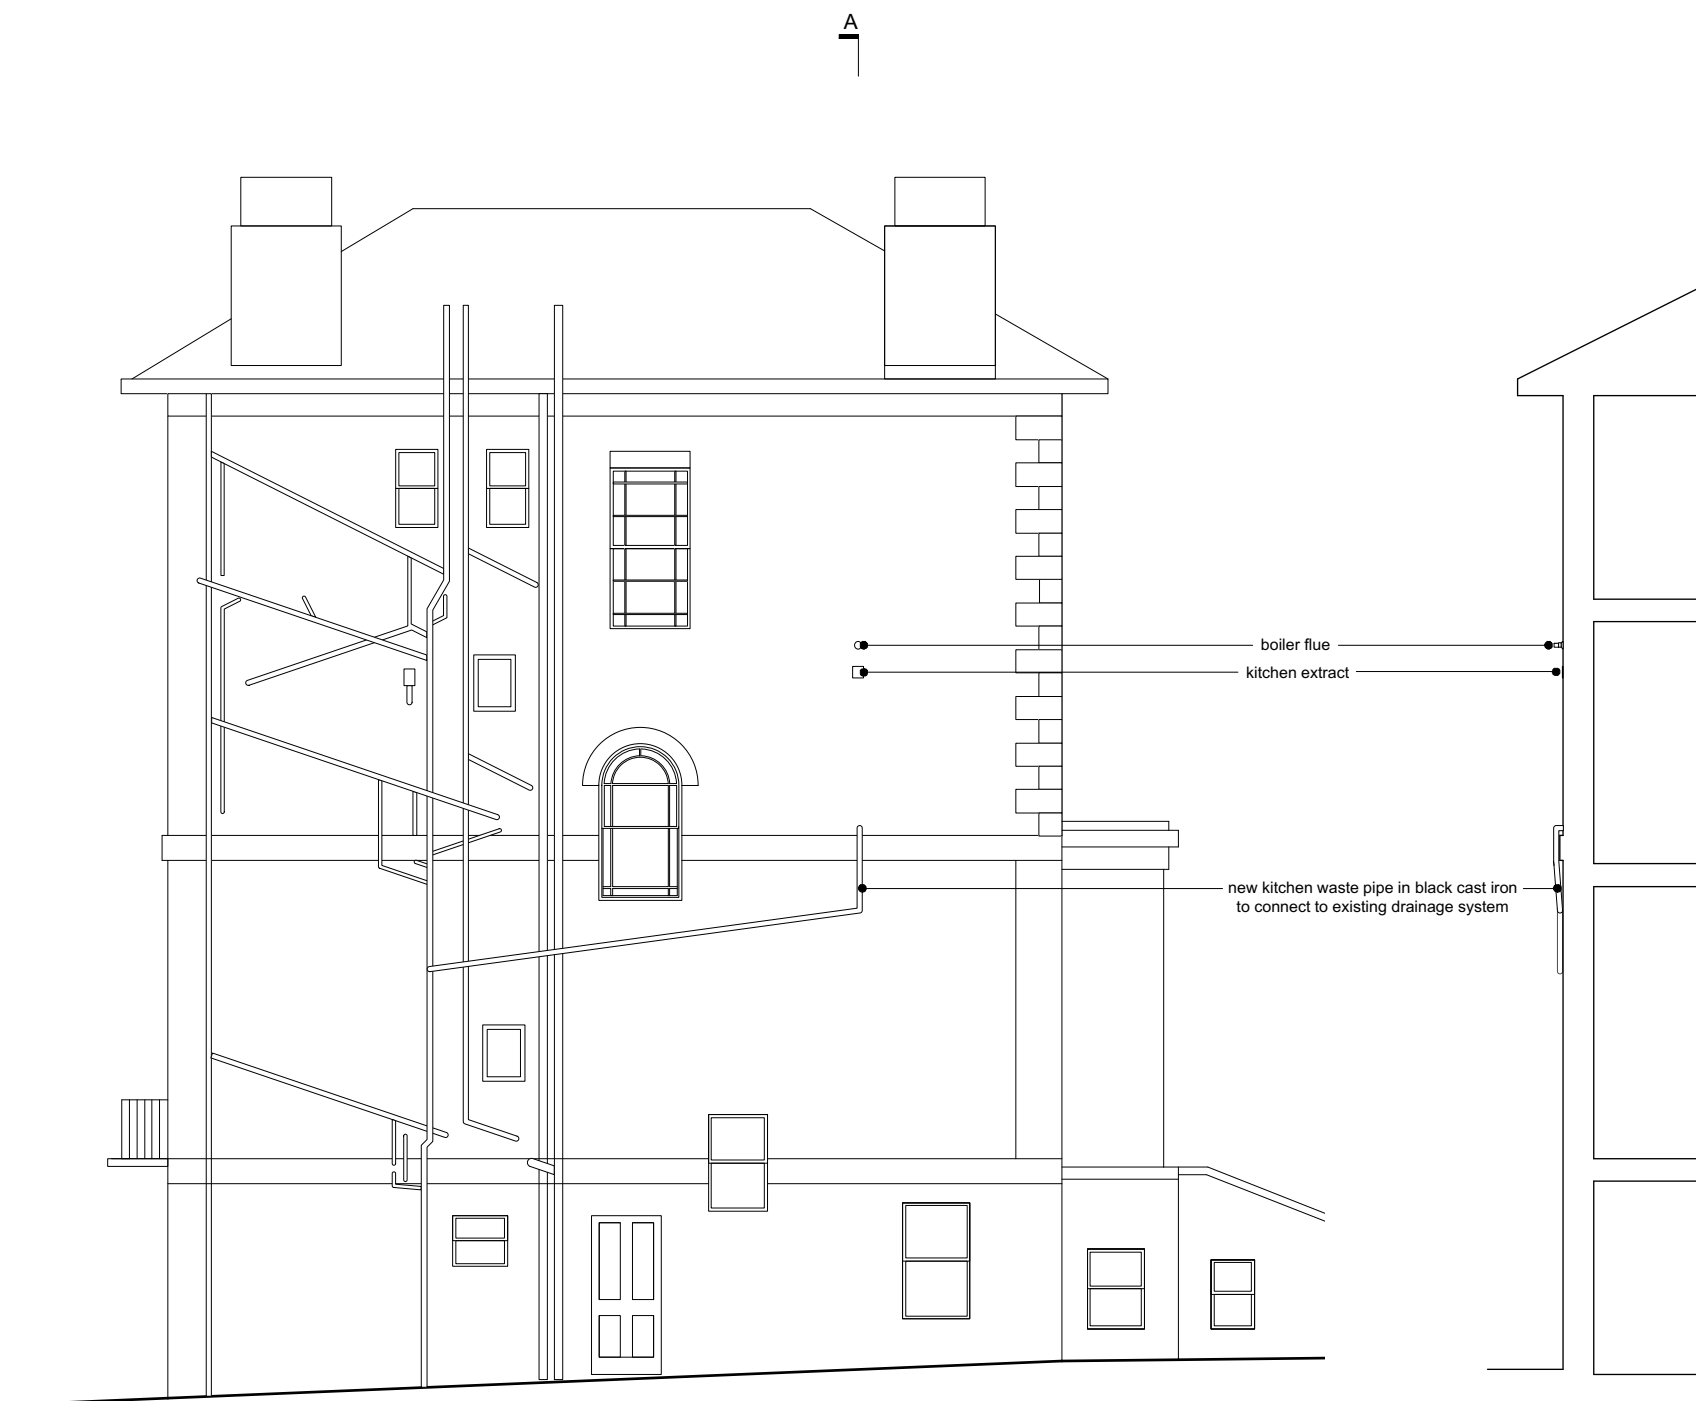 A
boiler flue
kitchen extract
new kitchen waste pipe in black cast iron
to connect to existing drainage system